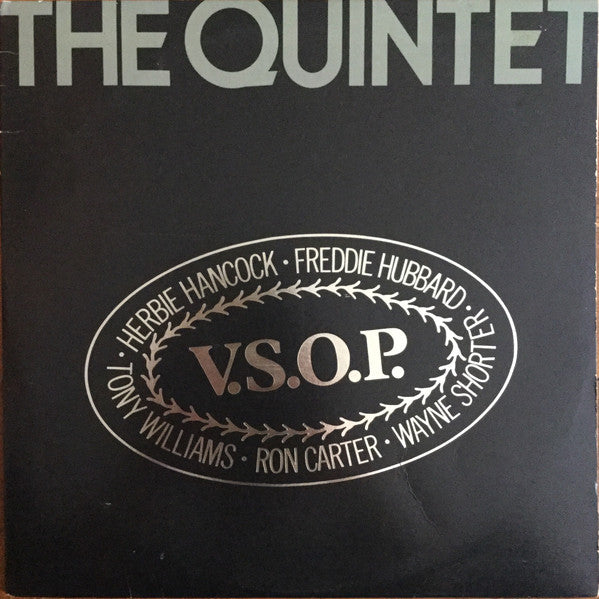 THE QUINTET
HERBIE HANCOCK · FREDDIE HUBBARD ·
V.S.O.P.
TONY WILLIAMS · RON CARTER · WAYNE SHORTER ·